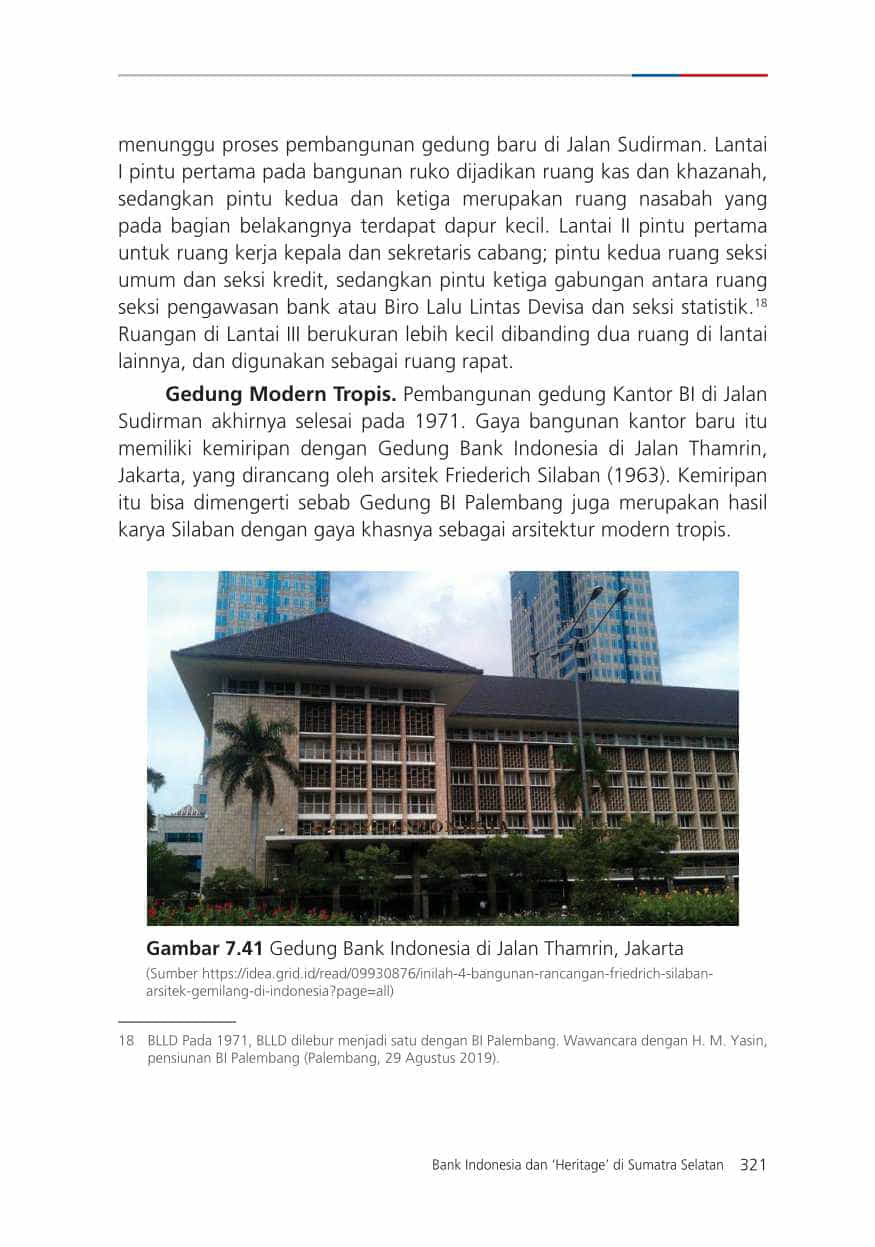 menunggu proses pembangunan gedung baru di Jalan Sudirman. Lantai
I pintu pertama pada bangunan ruko dijadikan ruang kas dan khazanah,
sedangkan pintu kedua dan ketiga merupakan ruang nasabah yang
pada bagian belakangnya terdapat dapur kecil. Lantai II pintu pertama
untuk ruang kerja kepala dan sekretaris cabang; pintu kedua ruang seksi
umum dan seksi kredit, sedangkan pintu ketiga gabungan antara ruang
seksi pengawasan bank atau Biro Lalu Lintas Devisa dan seksi statistik.18
Ruangan di Lantai III berukuran lebih kecil dibanding dua ruang di lantai
lainnya, dan digunakan sebagai ruang rapat.
Gedung Modern Tropis. Pembangunan gedung Kantor BI di Jalan
Sudirman akhirnya selesai pada 1971. Gaya bangunan kantor baru itu
memiliki kemiripan dengan Gedung Bank Indonesia di Jalan Thamrin,
Jakarta, yang dirancang oleh arsitek Friederich Silaban (1963). Kemiripan
itu bisa dimengerti sebab Gedung BI Palembang juga merupakan hasil
karya Silaban dengan gaya khasnya sebagai arsitektur modern tropis.
Gambar 7.41 Gedung Bank Indonesia di Jalan Thamrin, Jakarta
(Sumber https://idea.grid.id/read/09930876/inilah-4-bangunan-rancangan-friedrich-silaban-
arsitek-gemilang-di-indonesia?page=all)
18 BLLD Pada 1971, BLLD dilebur menjadi satu dengan BI Palembang. Wawancara dengan H. M. Yasin,
pensiunan BI Palembang (Palembang, 29 Agustus 2019).
Bank Indonesia dan ‘Heritage’ di Sumatra Selatan 321